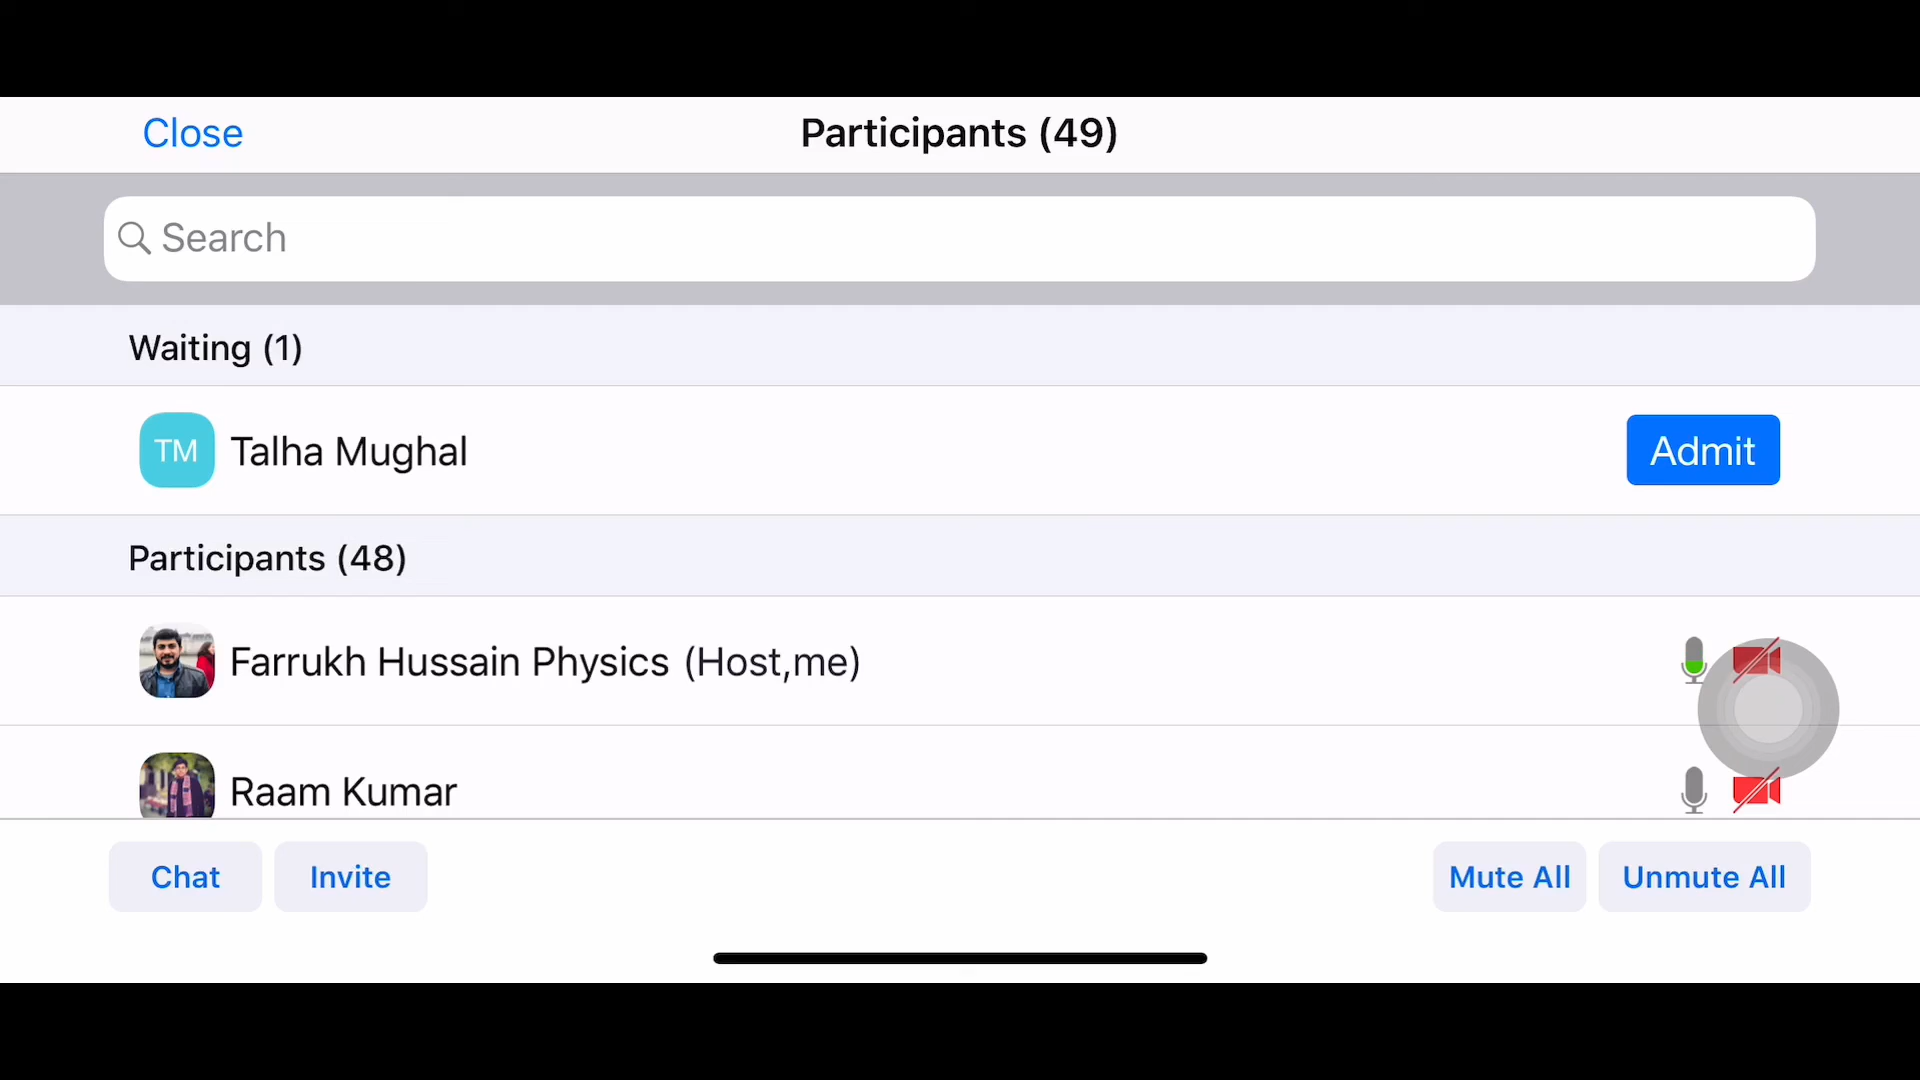 Close
Participants (49)
Search
Waiting (1)
TM
Talha Mughal
Admit
Participants (48)
Farrukh Hussain Physics (Host,me)
Raam Kumar
Chat
Invite
Mute All
Unmute All